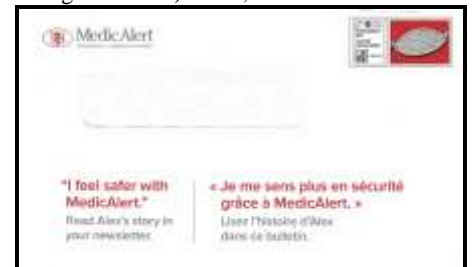 MedicAlert
"I feel safer with
MedicAlert."
Read Alex's story in
your newsletter.
« Je me sens plus en sécurité
grâce à MedicAlert. »
Lisez l'histoire d'Alex
dans ce bulletin.